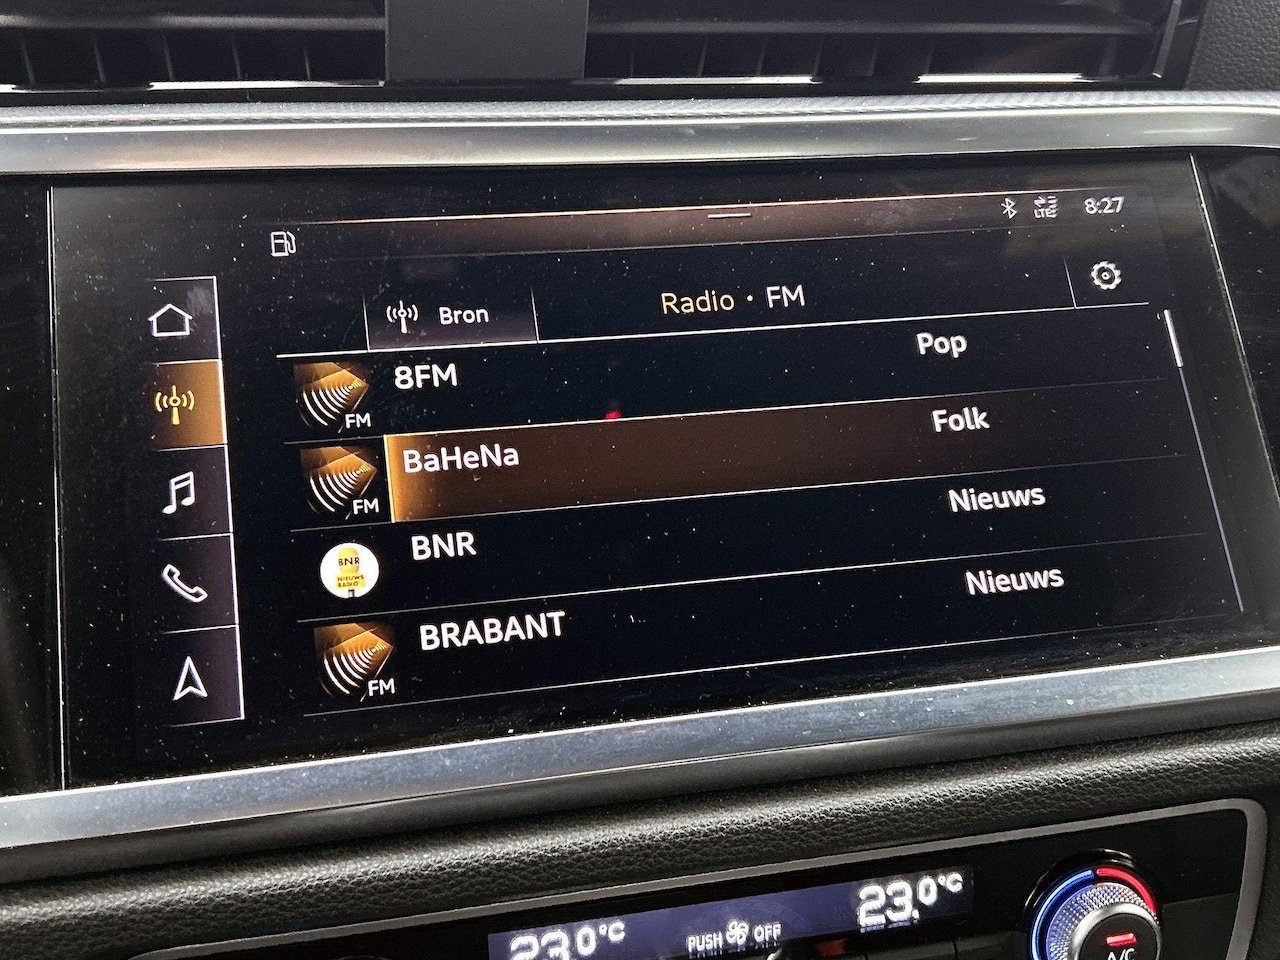 LTE 8:27
Bron Radio • FM
8FM Pop
FM
BaHeNa Folk
FM
BNR Nieuws
BNR
NIEUWS
RADIO
BRABANT Nieuws
FM
23.0°C PUSH OFF 23.0°C
A/C